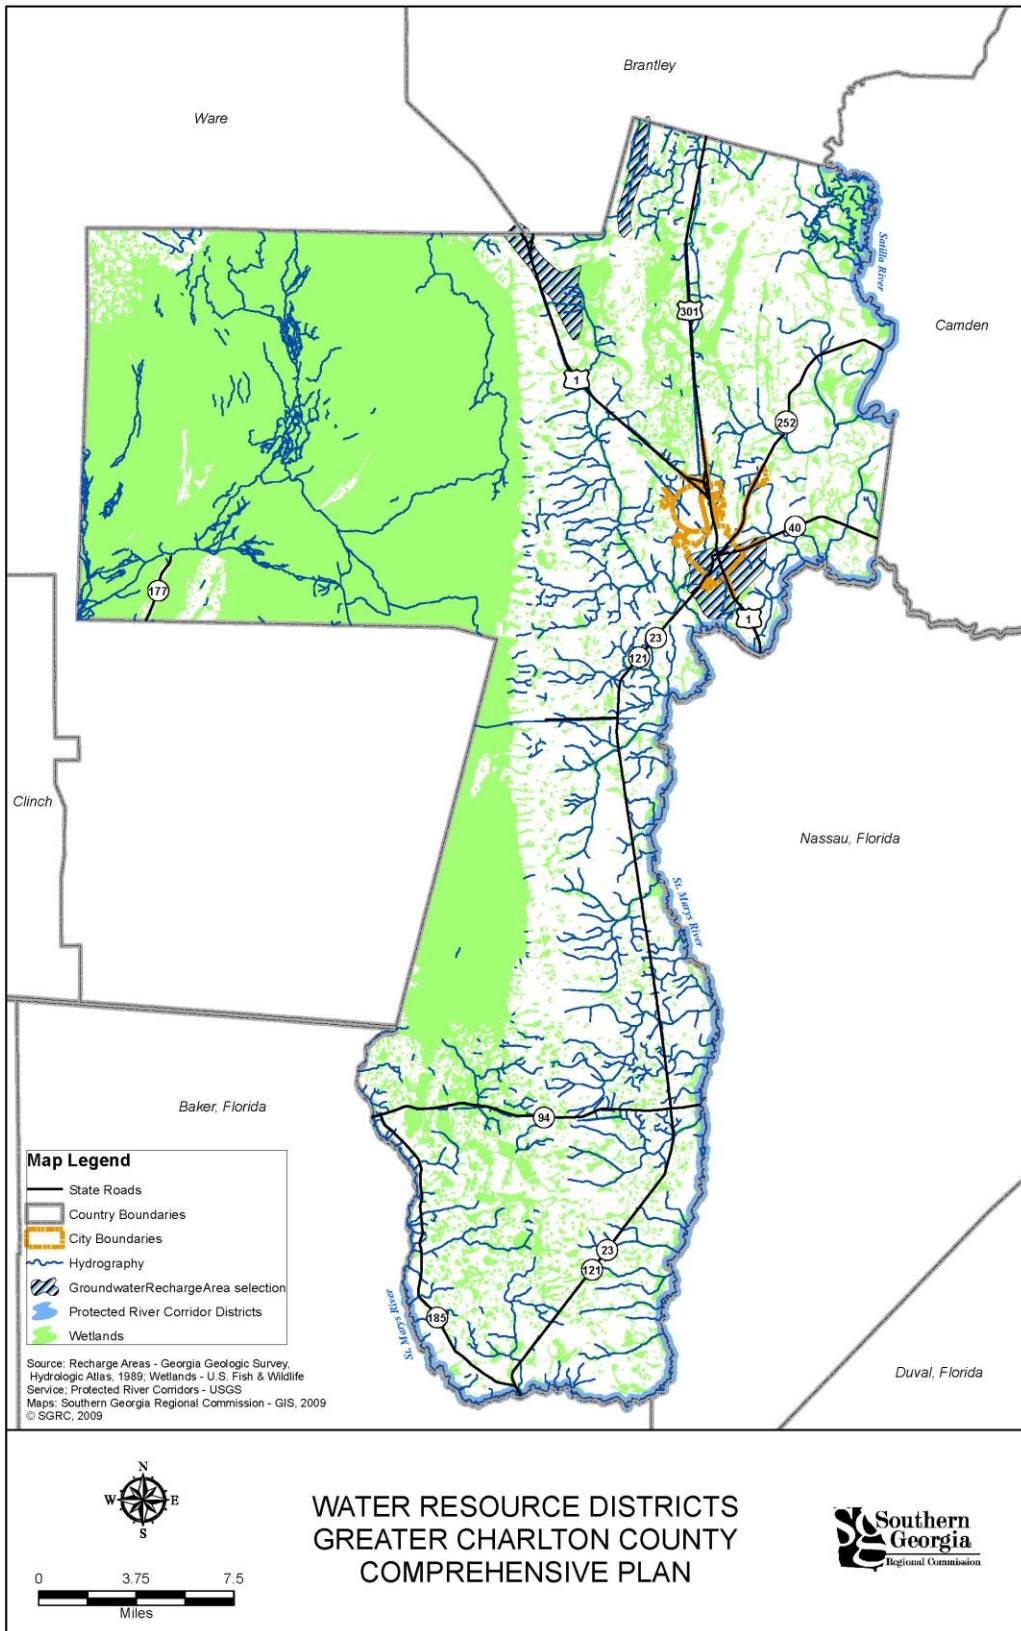 Brantley
Ware
Satilla River
301
Camden
1
252
40
177
1
23
121
Clinch
Nassau, Florida
St. Marys River
Baker, Florida
94
Map Legend
State Roads
Country Boundaries
City Boundaries
Hydrography
GroundwaterRechargeArea selection
Protected River Corridor Districts
Wetlands
23
121
185
St. Marys River
Duval, Florida
Source: Recharge Areas - Georgia Geologic Survey,
Hydrologic Atlas, 1989; Wetlands - U.S. Fish & Wildlife
Service; Protected River Corridors - USGS
Maps: Southern Georgia Regional Commission - GIS, 2009
© SGRC, 2009
N
W E
S
0 3.75 7.5
Miles
WATER RESOURCE DISTRICTS
GREATER CHARLTON COUNTY
COMPREHENSIVE PLAN
Sg
Southern
Georgia
Regional Commission